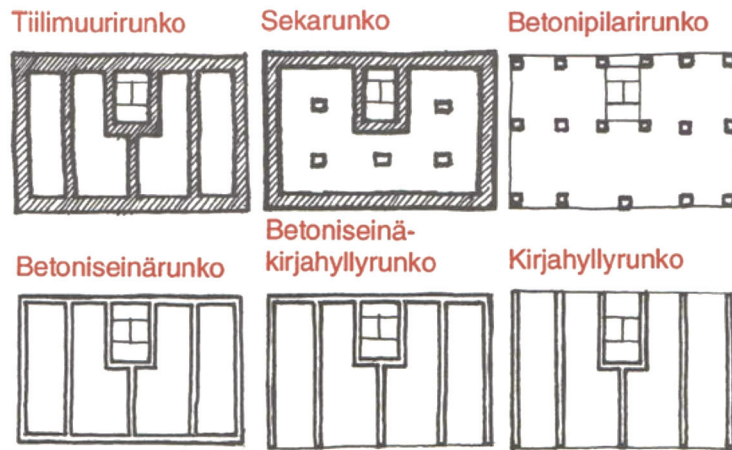 Tiilimuurirunko
Sekarunko
Betonipilarirunko
Betoniseinärunko
Betoniseinä-
kirjahyllyrunko
Kirjahyllyrunko